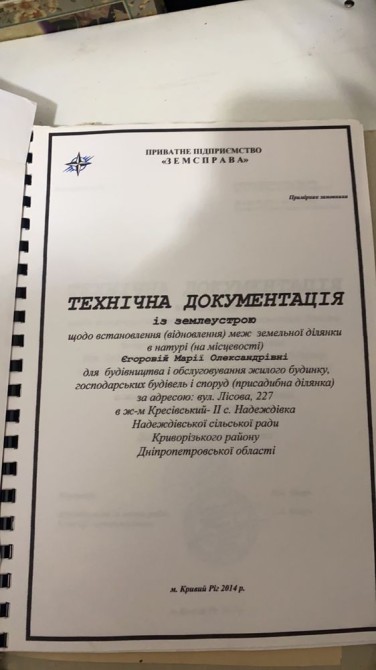 ПРИВАТНЕ ПІДПРИЄМСТВО
«ЗЕМСПРАВА»
Примірник замовника
ТЕХНІЧНА ДОКУМЕНТАЦІЯ
із землеустрою
щодо встановлення (відновлення) меж земельної ділянки
в натурі (на місцевості)
Єгоровій Марії Олександрівні
для будівництва і обслуговування жилого будинку,
господарських будівель і споруд (присадибна ділянка)
за адресою: вул. Лісова, 227
в ж-м Кресівський- ІІ с. Надеждівка
Надеждівської сільської ради
Криворізького району
Дніпропетровської області
м. Кривий Ріг 2014 р.